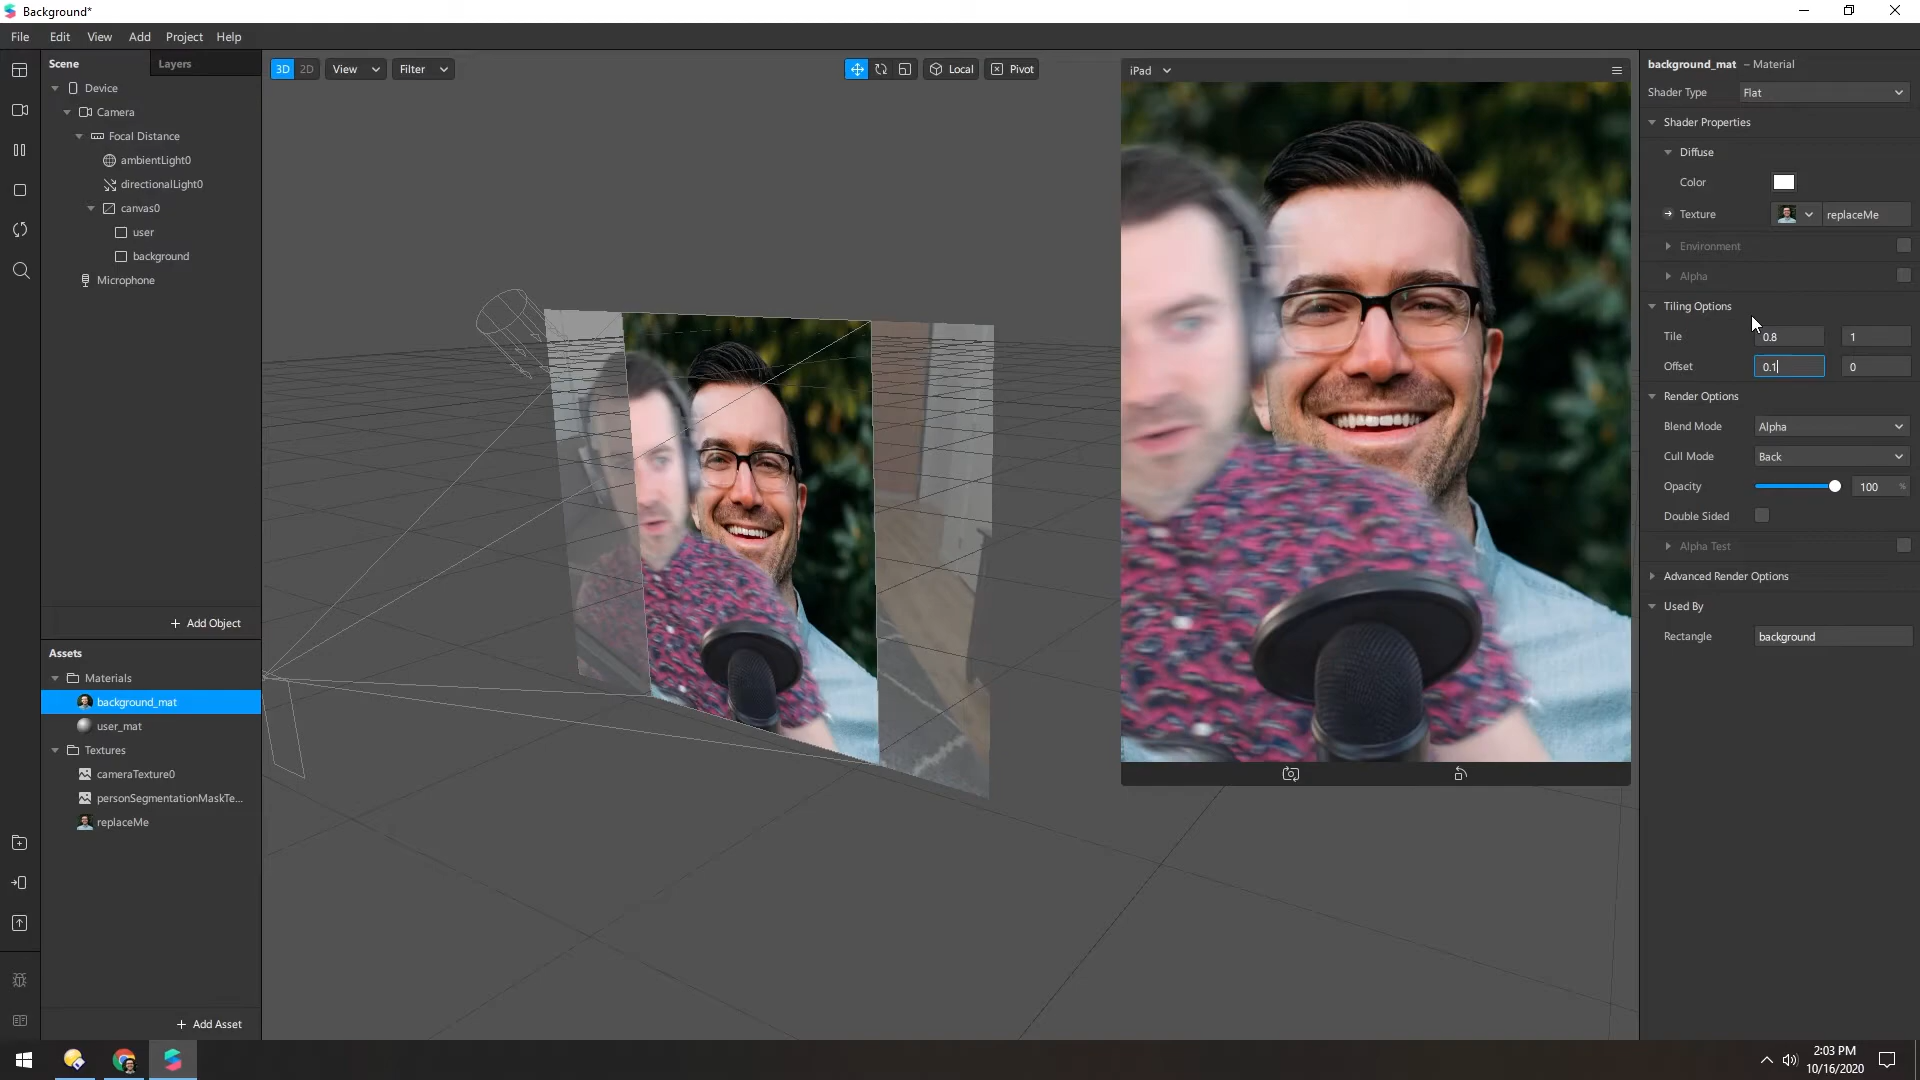 Background*
File Edit View Add Project Help
Scene
Layers
Device
Camera
Focal Distance
ambientLight0
directionalLight0
canvas0
user
background
Microphone
+ Add Object
Assets
Materials
background_mat
user_mat
Textures
cameraTexture0
personSegmentationMaskTe...
replaceMe
+ Add Asset
3D 2D View Filter
Local Pivot
iPad
background_mat – Material
Shader Type Flat
Shader Properties
Diffuse
Color
Texture replaceMe
Environment
Alpha
Tiling Options
Tile 0.8 1
Offset 0.1 0
Render Options
Blend Mode Alpha
Cull Mode Back
Opacity 100 %
Double Sided
Alpha Test
Advanced Render Options
Used By
Rectangle background
2:03 PM
10/16/2020